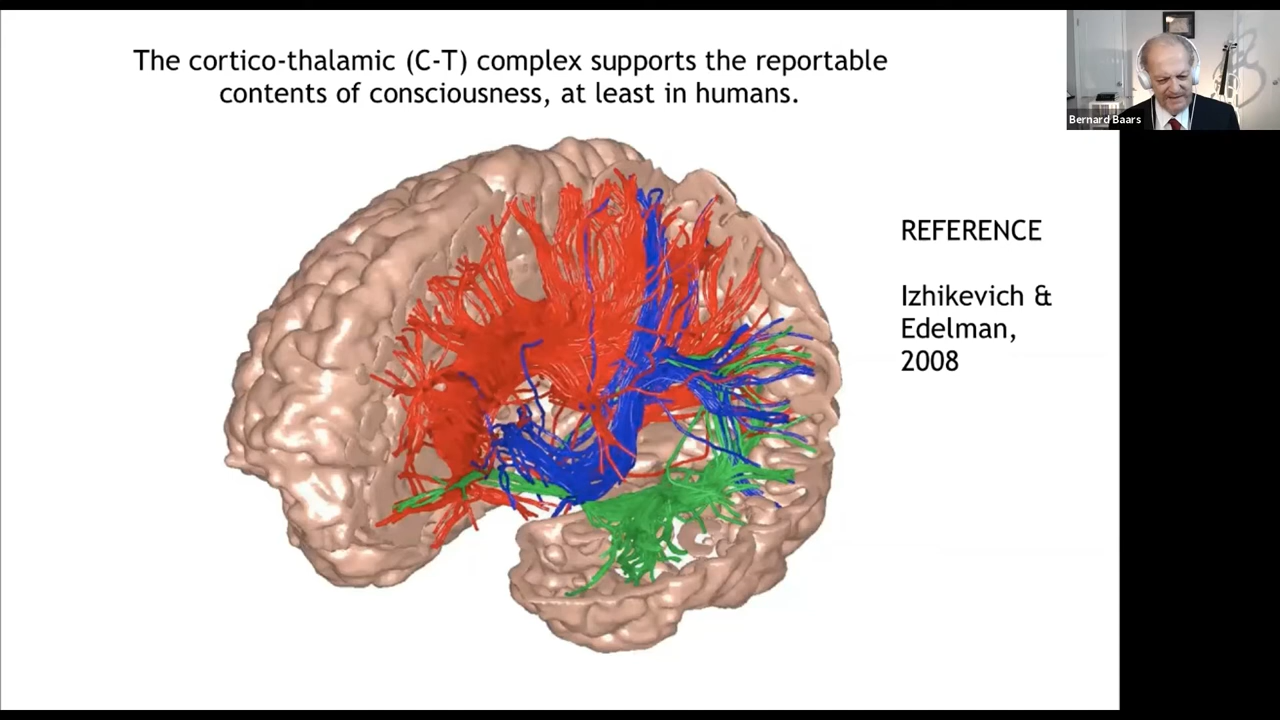 The cortico-thalamic (C-T) complex supports the reportable
contents of consciousness, at least in humans.
Bernard Baars
REFERENCE
Izhikevich &
Edelman,
2008